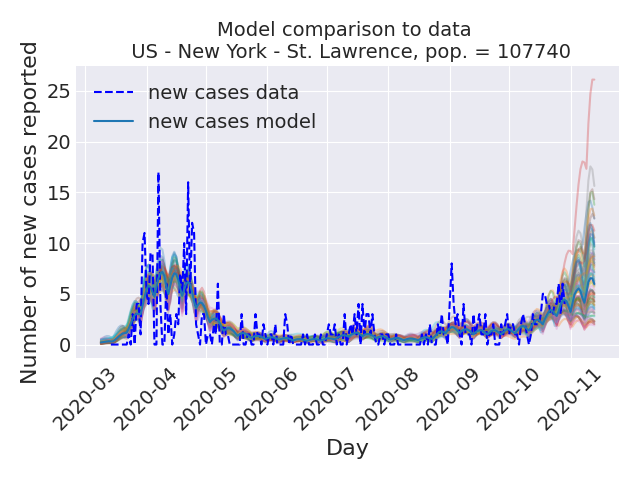 Model comparison to data
US - New York - St. Lawrence, pop. = 107740
Number of new cases reported
25
20
15
10
5
0
new cases data
new cases model
2020-03
2020-04
2020-05
2020-06
2020-07
2020-08
2020-09
2020-10
2020-11
Day